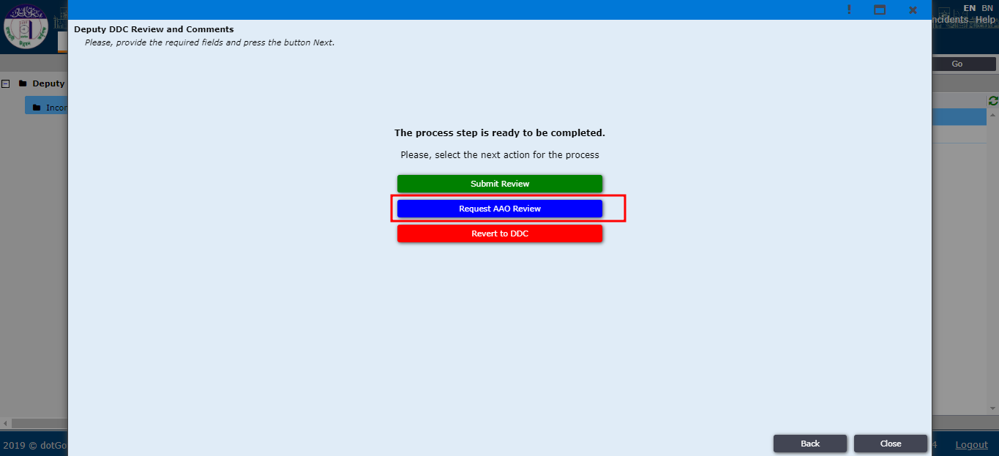 EN BN
ncidents Help
Deputy DDC Review and Comments
Please, provide the required fields and press the button Next.
Go
Deputy
Incor
The process step is ready to be completed.
Please, select the next action for the process
Submit Review
Request AAO Review
Revert to DDC
Back Close
2019 © dotGo
4 Logout